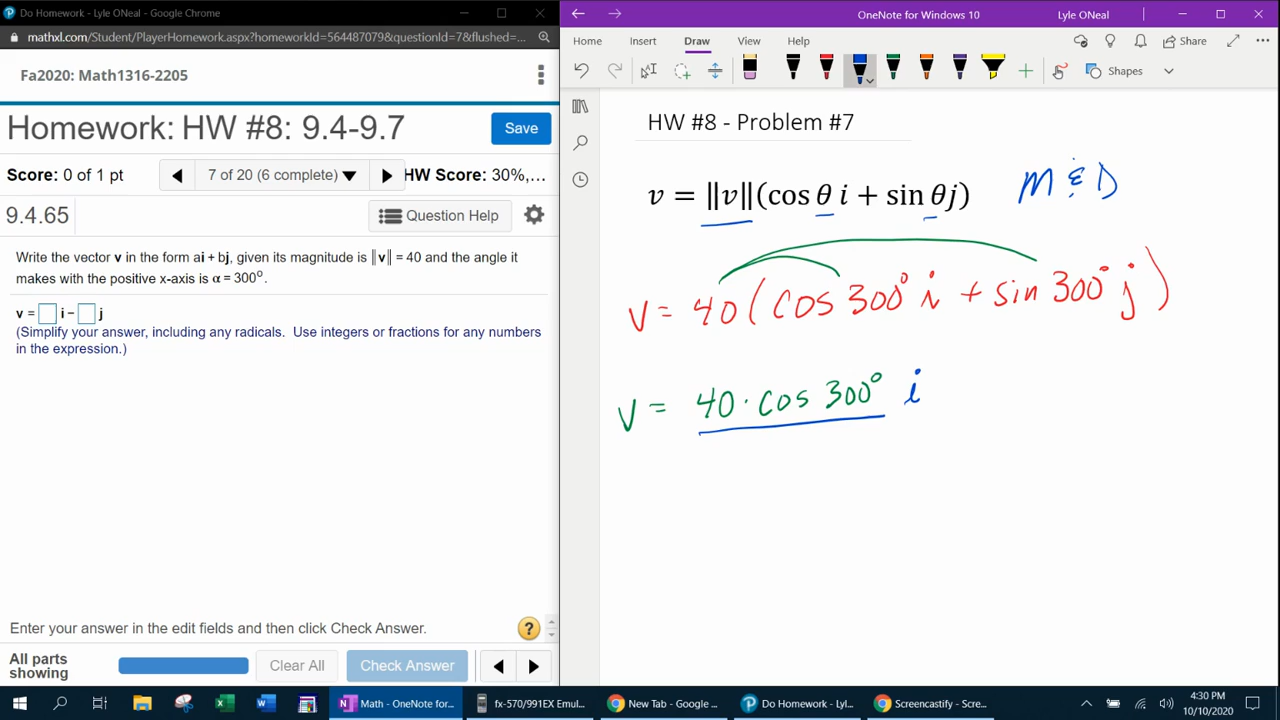 Do Homework - Lyle ONeal - Google Chrome
mathxl.com/Student/PlayerHomework.aspx?homeworkId=564487079&questionId=7&flushed=...
Fa2020: Math1316-2205
Homework: HW #8: 9.4-9.7
Save
Score: 0 of 1 pt
7 of 20 (6 complete)
HW Score: 30%,...
9.4.65
Question Help
Write the vector v in the form ai + bj, given its magnitude is ‖v‖ = 40 and the angle it
makes with the positive x-axis is α = 300°.
v = i − j
(Simplify your answer, including any radicals. Use integers or fractions for any numbers
in the expression.)
Enter your answer in the edit fields and then click Check Answer.
?
All parts
showing
Clear All
Check Answer
OneNote for Windows 10
Lyle ONeal
Home Insert Draw View Help
Share
Shapes
HW #8 - Problem #7
v = ‖v‖(cos θ i + sin θj)
M & D
v = 40 (cos 300° i + sin 300° j)
v = 40 · cos 300° i
Math - OneNote for...
fx-570/991EX Emul...
New Tab - Google ...
Do Homework - Lyl...
Screencastify - Scre...
4:30 PM
10/10/2020